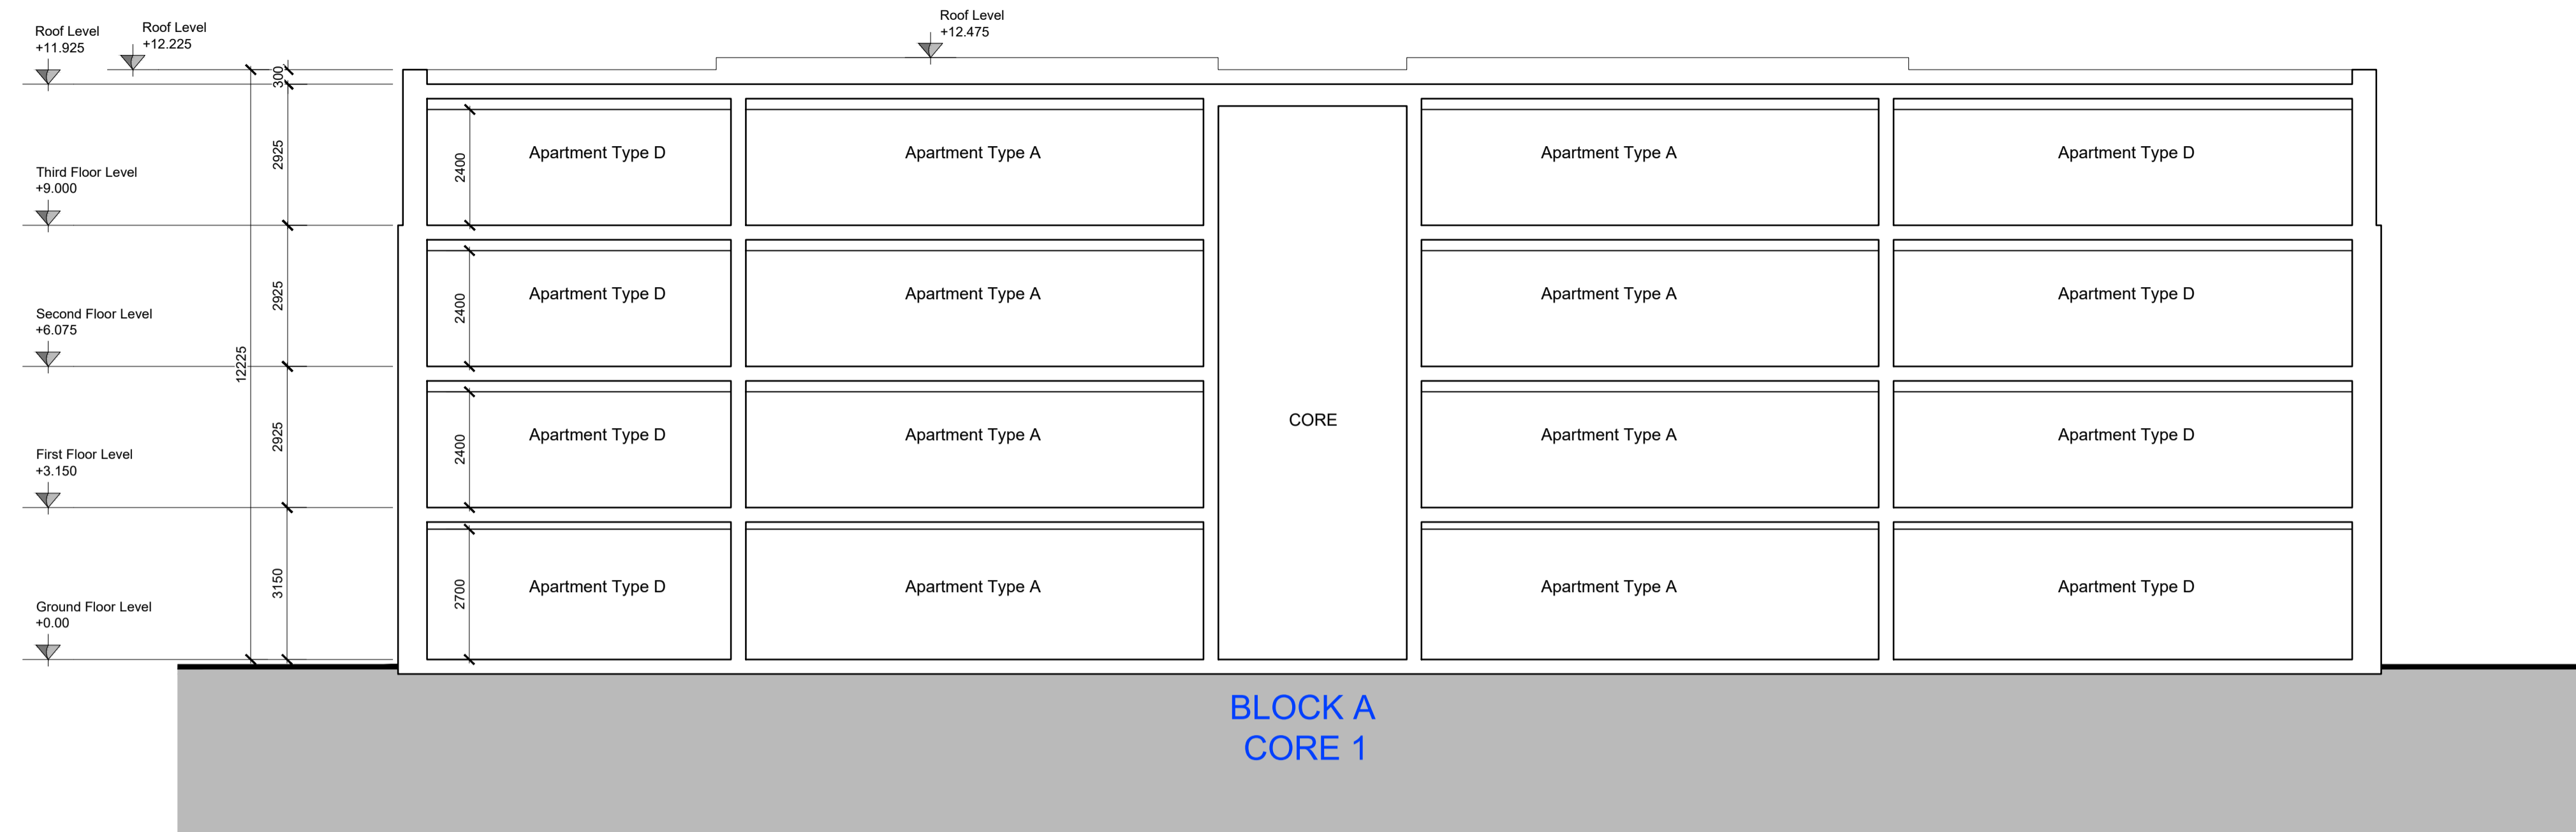 Roof Level
+11.925
Roof Level
+12.225
Roof Level
+12.475
300
2925
2400
Apartment Type D
Apartment Type A
Apartment Type A
Apartment Type D
Third Floor Level
+9.000
2925
2400
Apartment Type D
Apartment Type A
Apartment Type A
Apartment Type D
Second Floor Level
+6.075
12225
2925
2400
Apartment Type D
Apartment Type A
CORE
Apartment Type A
Apartment Type D
First Floor Level
+3.150
3150
2700
Apartment Type D
Apartment Type A
Apartment Type A
Apartment Type D
Ground Floor Level
+0.00
BLOCK A
CORE 1